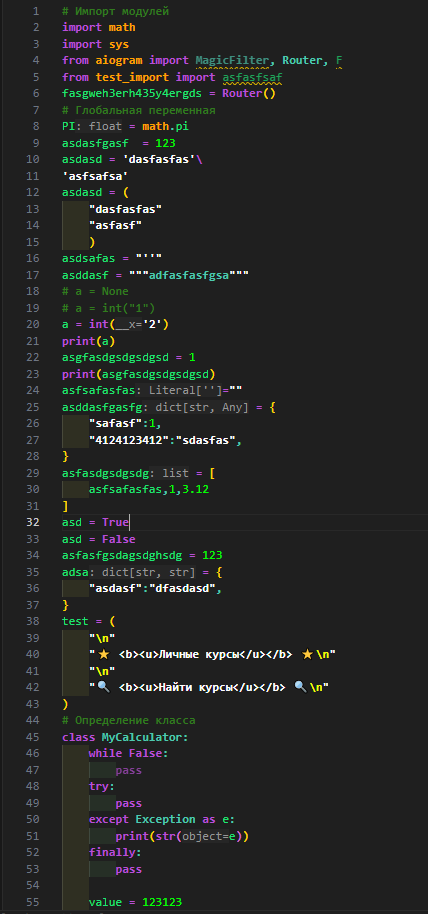 1 # Импорт модулей
2 import math
3 import sys
4 from aiogram import MagicFilter, Router, F
5 from test_import import asfasfsaf
6 fasgweh3erh435y4ergds = Router()
7 # Глобальная переменная
8 PI: float = math.pi
9 asdasfgasf  = 123
10 asdasd = 'dasfasfas'\
11 'asfsafsa'
12 asdasd = (
13     "dasfasfas"
14     "asfasf"
15     )
16 asdsafas = "''"
17 asddasf = """adfasfasfgsa"""
18 # a = None
19 # a = int("1")
20 a = int(__x='2')
21 print(a)
22 asgfasdgsdgsdgsd = 1
23 print(asgfasdgsdgsdgsd)
24 asfsafasfas: Literal['']=""
25 asddasfgasfg: dict[str, Any] = {
26     "safasf":1,
27     "4124123412":"sdasfas",
28 }
29 asfasdgsdgsdg: list = [
30     asfsafasfas,1,3.12
31 ]
32 asd = True
33 asd = False
34 asfasfgsdagsdghsdg = 123
35 adsa: dict[str, str] = {
36     "asdasf":"dfasdasd",
37 }
38 test = (
39     "\n"
40     "⭐ <b><u>Личные курсы</u></b> ⭐\n"
41     "\n"
42     "🔍 <b><u>Найти курсы</u></b> 🔍\n"
43 )
44 # Определение класса
45 class MyCalculator:
46     while False:
47         pass
48     try:
49         pass
50     except Exception as e:
51         print(str(object=e))
52     finally:
53         pass
54
55     value = 123123